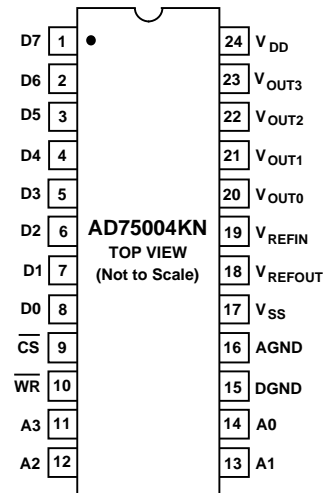 D7 1 24 VDD
D6 2 23 VOUT3
D5 3 22 VOUT2
D4 4 21 VOUT1
D3 5 20 VOUT0
D2 6 AD75004KN 19 VREFIN
TOP VIEW
D1 7 (Not to Scale) 18 VREFOUT
D0 8 17 VSS
C̅S̅ 9 16 AGND
W̅R̅ 10 15 DGND
A3 11 14 A0
A2 12 13 A1